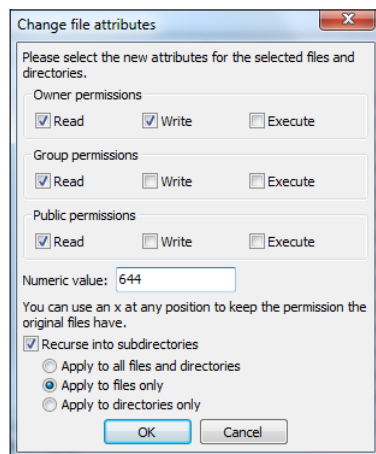 Change file attributes
Please select the new attributes for the selected files and
directories.
Owner permissions
Read Write Execute
Group permissions
Read Write Execute
Public permissions
Read Write Execute
Numeric value: 644
You can use an x at any position to keep the permission the
original files have.
Recurse into subdirectories
Apply to all files and directories
Apply to files only
Apply to directories only
OK Cancel